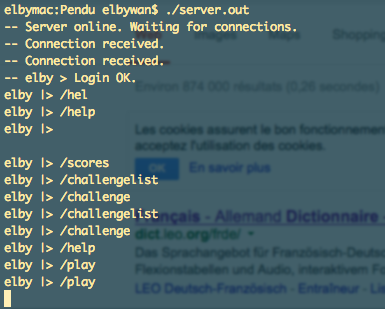 elbymac:Pendu elbywan$ ./server.out
-- Server online. Waiting for connections.
-- Connection received.
-- Connection received.
-- elby > Login OK.
elby |> /hel
elby |> /help
elby |>
elby |> /scores
elby |> /challengelist
elby |> /challenge
elby |> /challengelist
elby |> /challenge
elby |> /help
elby |> /play
elby |> /play
Maps
Shopping
Environ 874 000 résultats (0,28 secondes)
Les cookies assurent le bon fonctionnement
acceptez l'utilisation des cookies.
OK En savoir plus
Français - Allemand Dictionnaire -
dict.leo.org/frde/
Das Sprachangebot für Französisch-Deutsch
Flexionstabellen und Audio, interaktivem
LEO Deutsch-Französisch - Entraîneur -